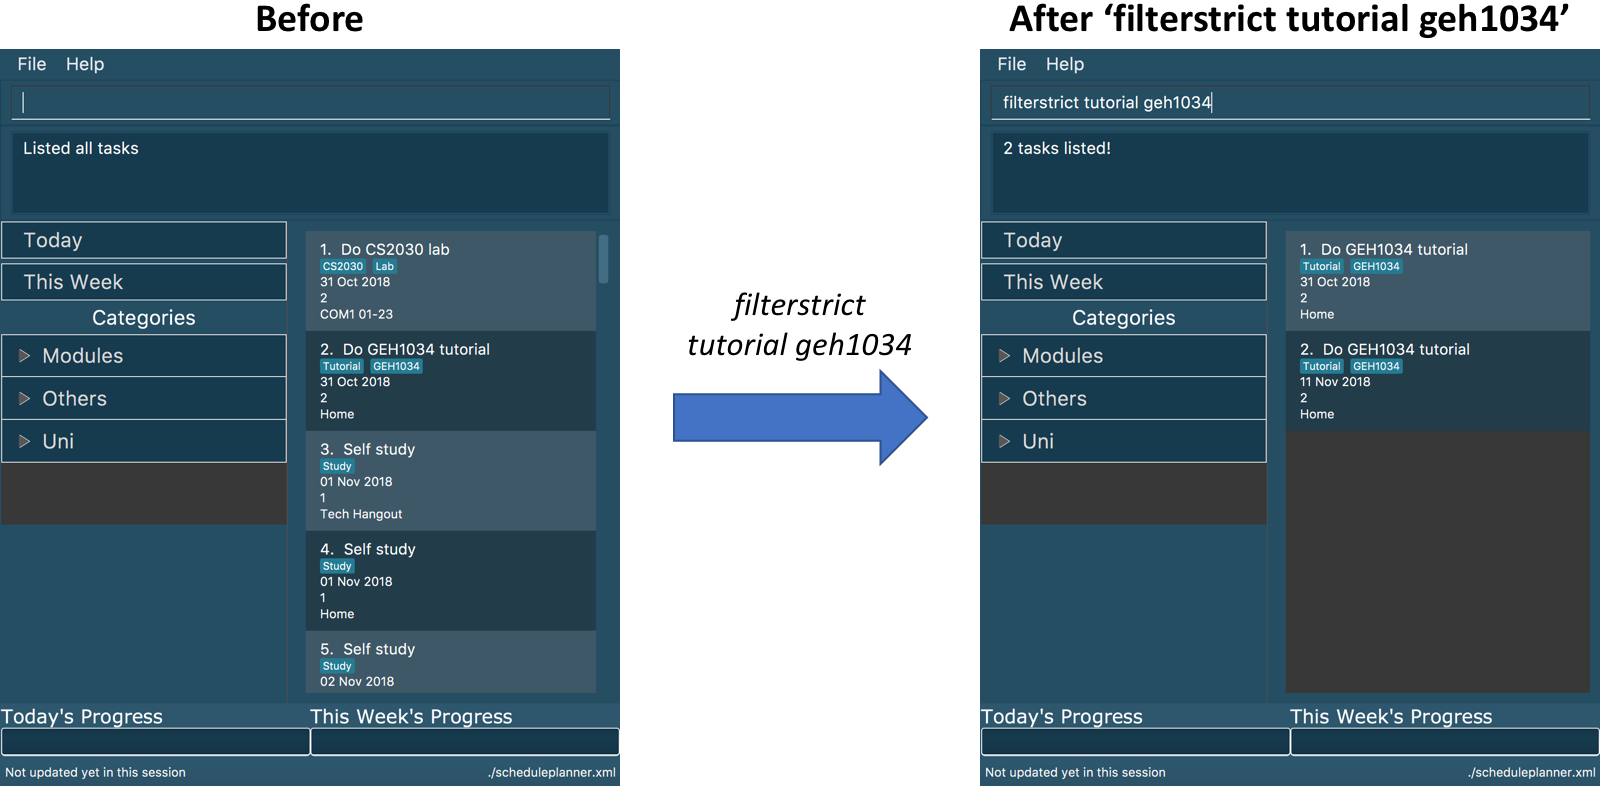 Before
File Help
Listed all tasks
Today
This Week
Categories
Modules
Others
Uni
1. Do CS2030 lab
CS2030 Lab
31 Oct 2018
2
COM1 01-23
2. Do GEH1034 tutorial
Tutorial GEH1034
31 Oct 2018
2
Home
3. Self study
Study
01 Nov 2018
1
Tech Hangout
4. Self study
Study
01 Nov 2018
1
Home
5. Self study
Study
02 Nov 2018
Today's Progress
This Week's Progress
Not updated yet in this session
./scheduleplanner.xml
filterstrict
tutorial geh1034
After ‘filterstrict tutorial geh1034’
File Help
filterstrict tutorial geh1034
2 tasks listed!
Today
This Week
Categories
Modules
Others
Uni
1. Do GEH1034 tutorial
Tutorial GEH1034
31 Oct 2018
2
Home
2. Do GEH1034 tutorial
Tutorial GEH1034
11 Nov 2018
2
Home
Today's Progress
This Week's Progress
Not updated yet in this session
./scheduleplanner.xml